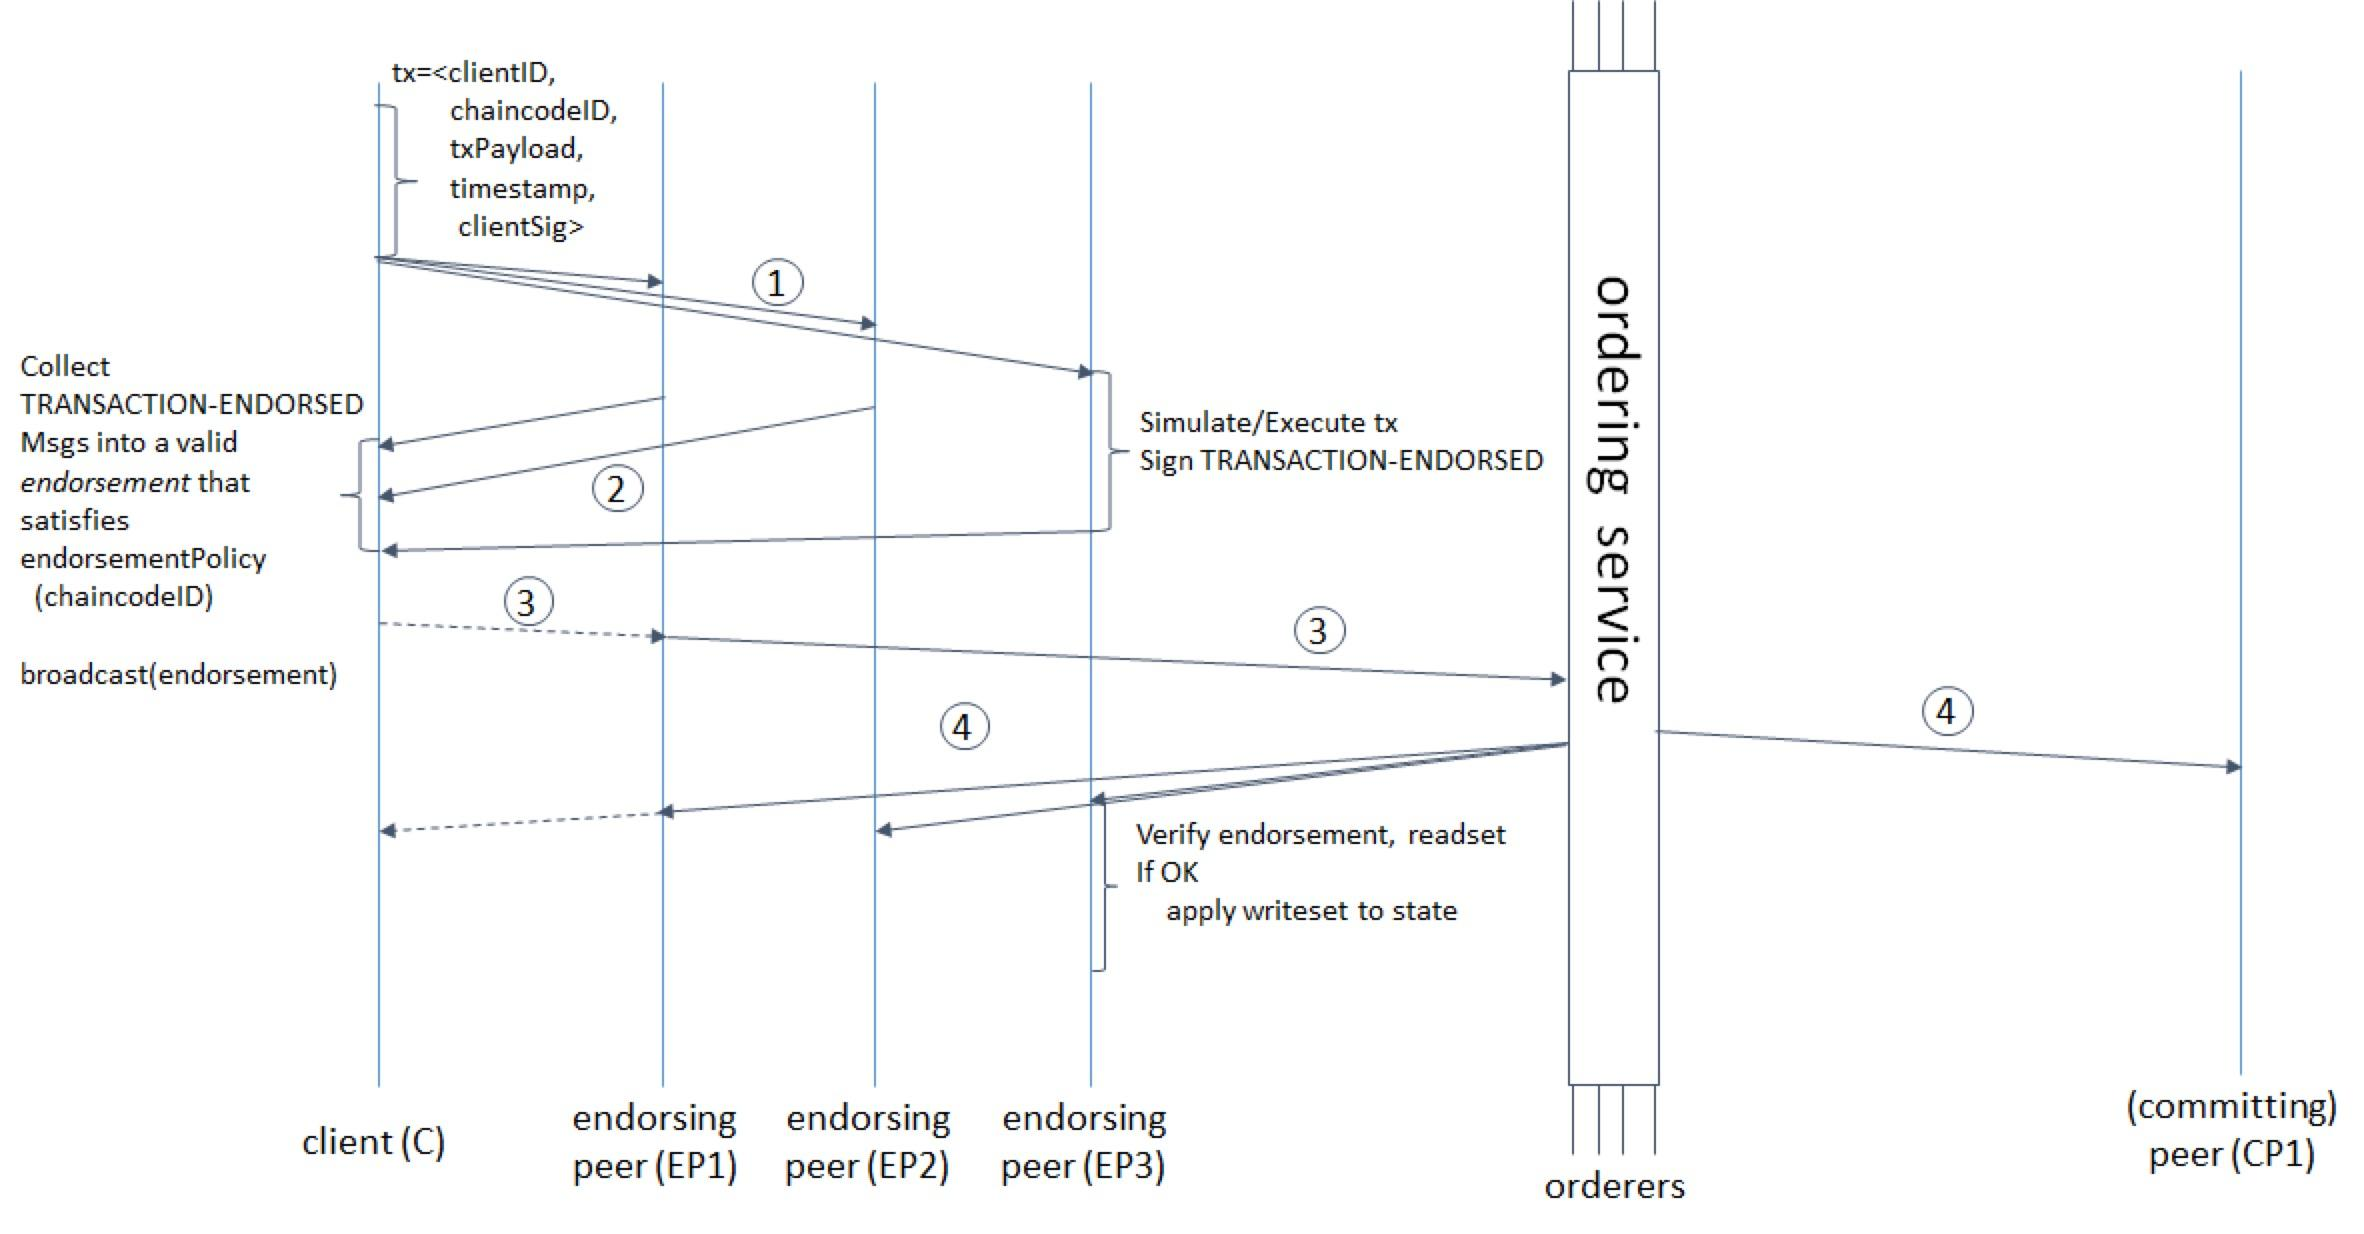 tx=<clientID,
chaincodeID,
txPayload,
timestamp,
clientSig>
1
Collect
TRANSACTION-ENDORSED
Msgs into a valid
endorsement that
satisfies
endorsementPolicy
(chaincodeID)
2
Simulate/Execute tx
Sign TRANSACTION-ENDORSED
ordering service
3
3
broadcast(endorsement)
4
4
Verify endorsement, readset
If OK
apply writeset to state
client (C)
endorsing
peer (EP1)
endorsing
peer (EP2)
endorsing
peer (EP3)
orderers
(committing)
peer (CP1)